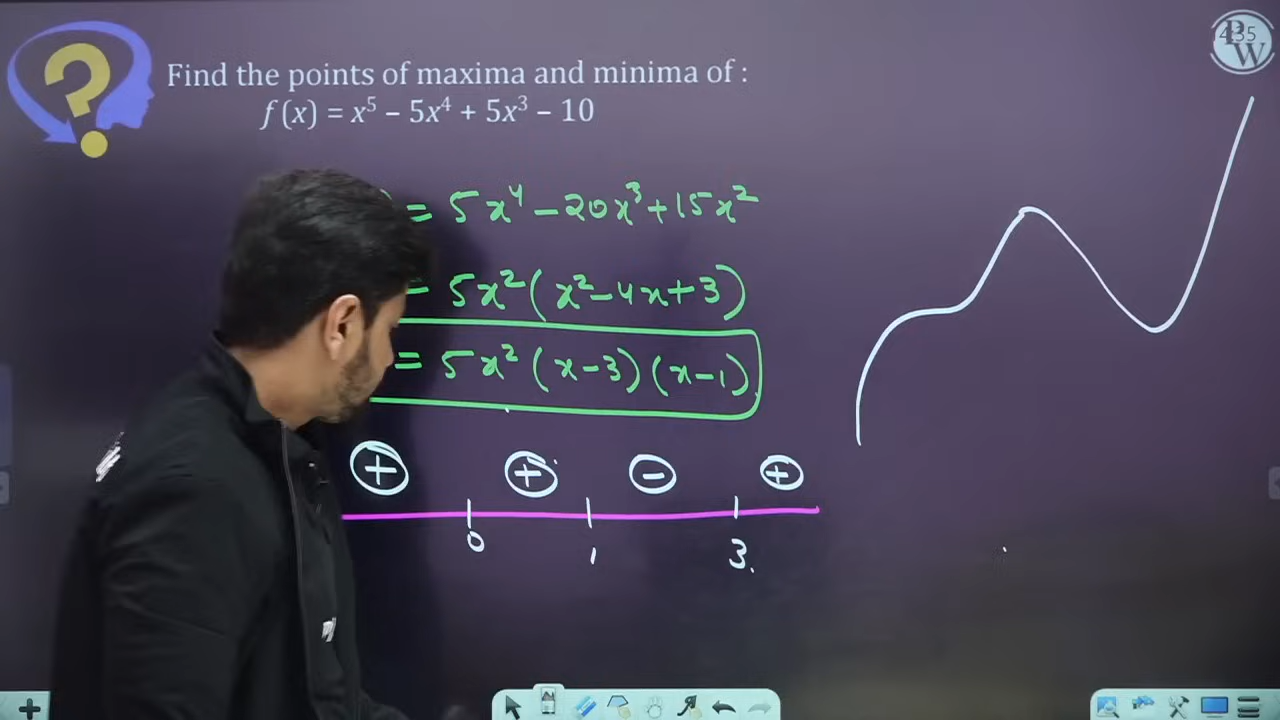 Find the points of maxima and minima of :
f (x) = x⁵ – 5x⁴ + 5x³ – 10
= 5x⁴ – 20x³ + 15x²
= 5x² ( x² – 4x + 3 )
= 5x² ( x – 3 ) ( x – 1 )
+ + – +
0 1 3
PW